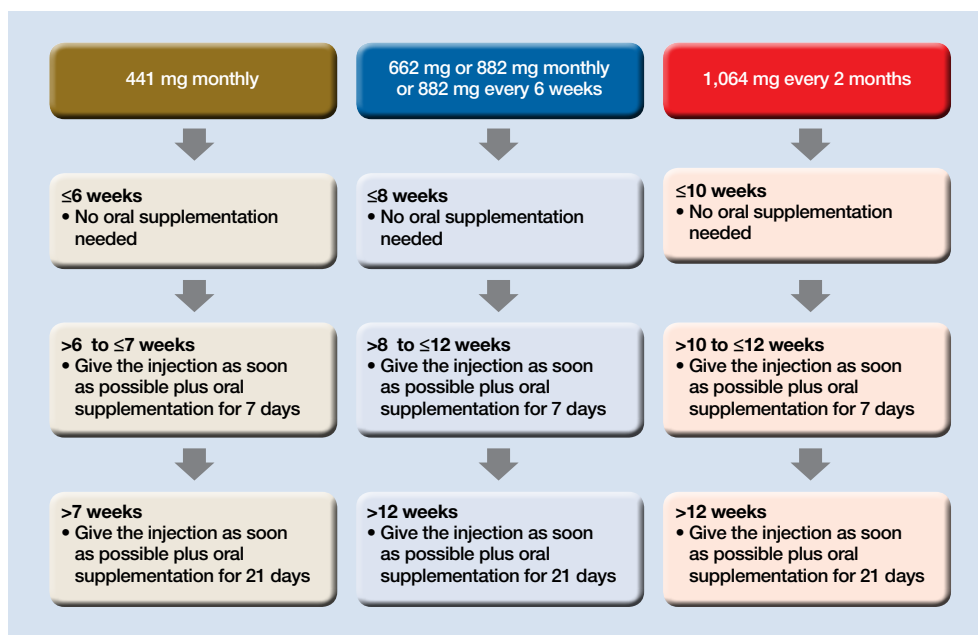 441 mg monthly
662 mg or 882 mg monthly
or 882 mg every 6 weeks
1,064 mg every 2 months
≤6 weeks
• No oral supplementation
needed
≤8 weeks
• No oral supplementation
needed
≤10 weeks
• No oral supplementation
needed
>6 to ≤7 weeks
• Give the injection as soon
as possible plus oral
supplementation for 7 days
>8 to ≤12 weeks
• Give the injection as soon
as possible plus oral
supplementation for 7 days
>10 to ≤12 weeks
• Give the injection as soon
as possible plus oral
supplementation for 7 days
>7 weeks
• Give the injection as soon
as possible plus oral
supplementation for 21 days
>12 weeks
• Give the injection as soon
as possible plus oral
supplementation for 21 days
>12 weeks
• Give the injection as soon
as possible plus oral
supplementation for 21 days